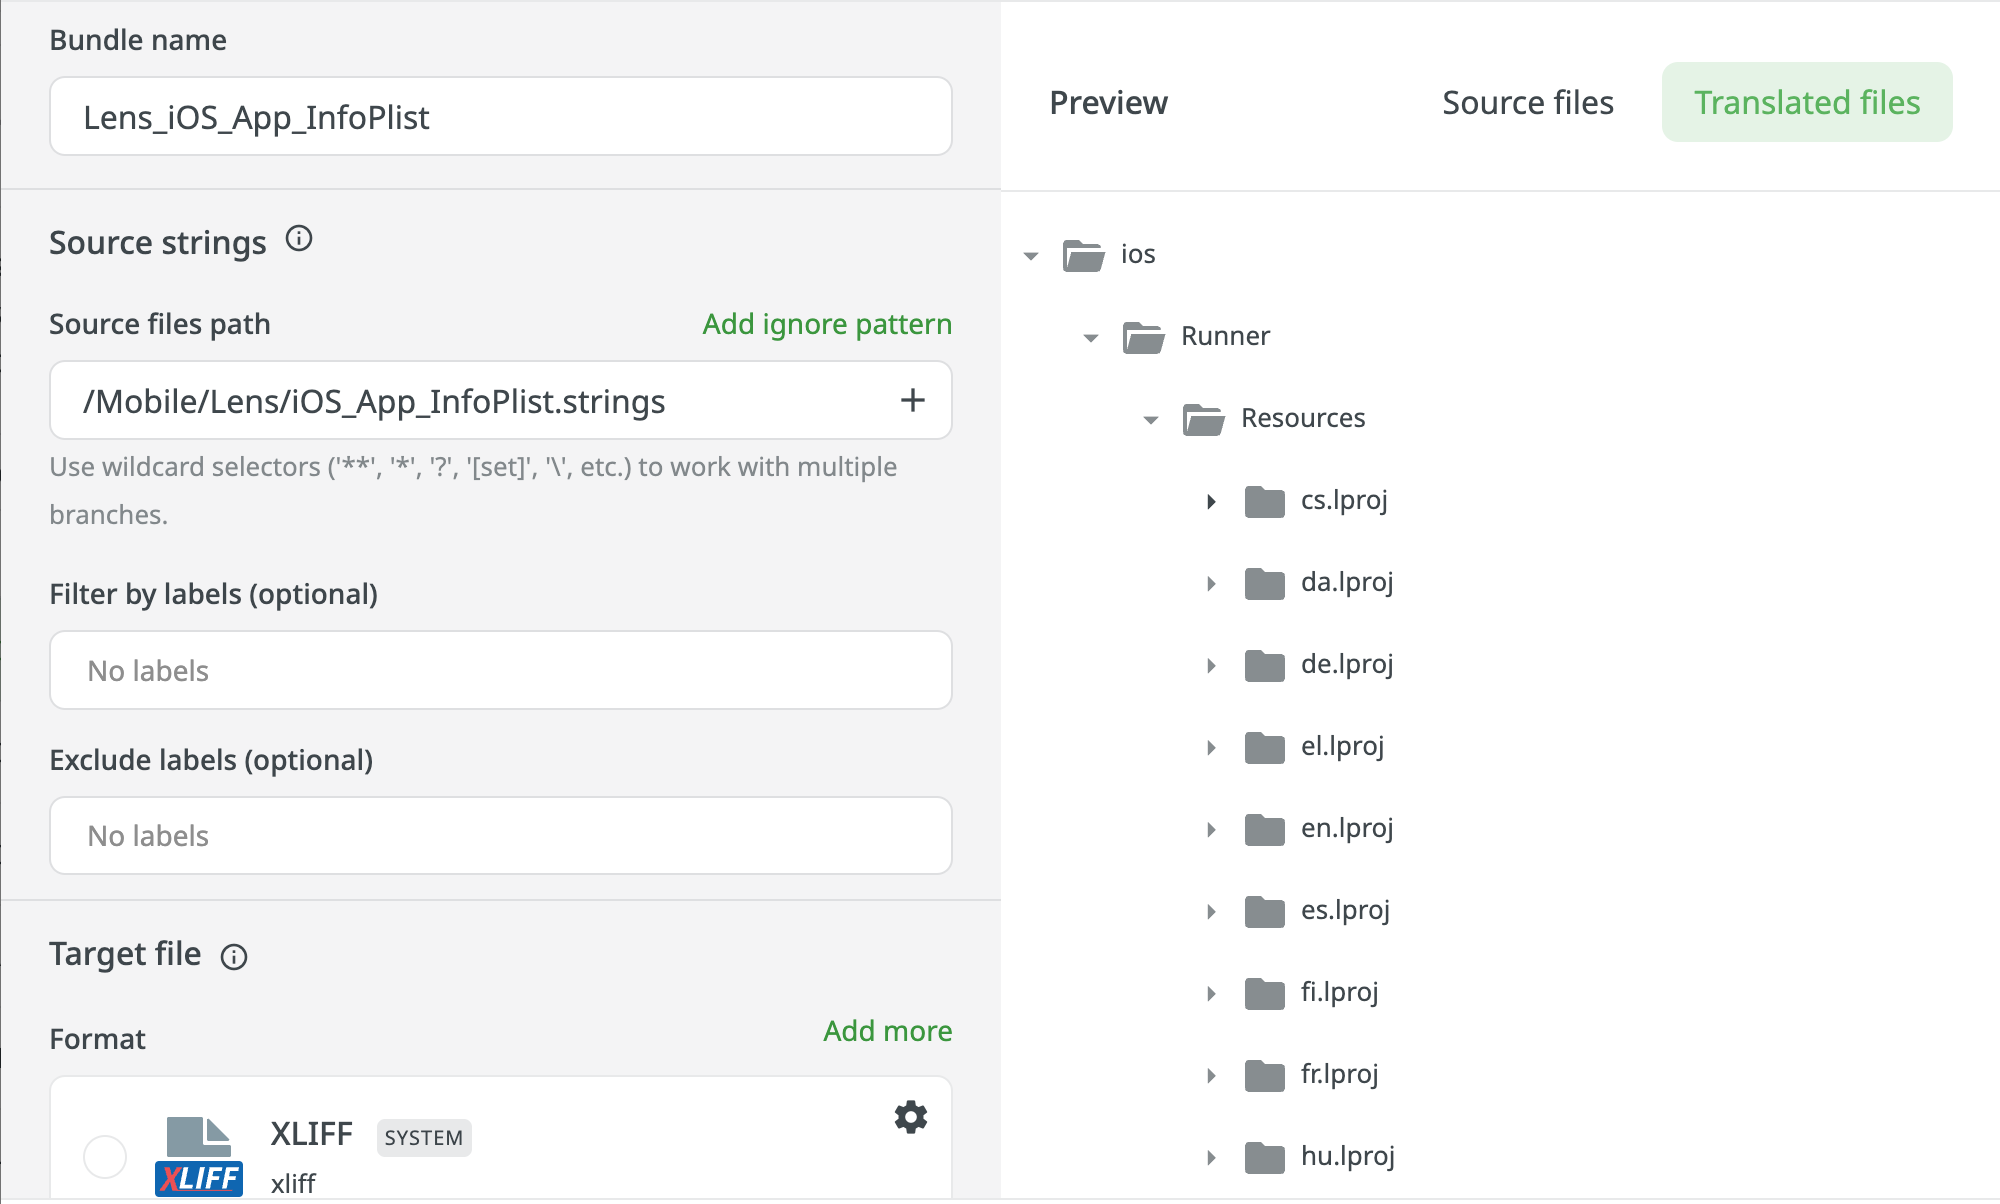 Bundle name
Lens_iOS_App_InfoPlist
Source strings
Source files path
Add ignore pattern
/Mobile/Lens/iOS_App_InfoPlist.strings
Use wildcard selectors ('**', '*', '?', '[set]', '\', etc.) to work with multiple
branches.
Filter by labels (optional)
No labels
Exclude labels (optional)
No labels
Target file
Format
Add more
XLIFF
SYSTEM
XLIFF
xliff
Preview
Source files
Translated files
ios
Runner
Resources
cs.lproj
da.lproj
de.lproj
el.lproj
en.lproj
es.lproj
fi.lproj
fr.lproj
hu.lproj